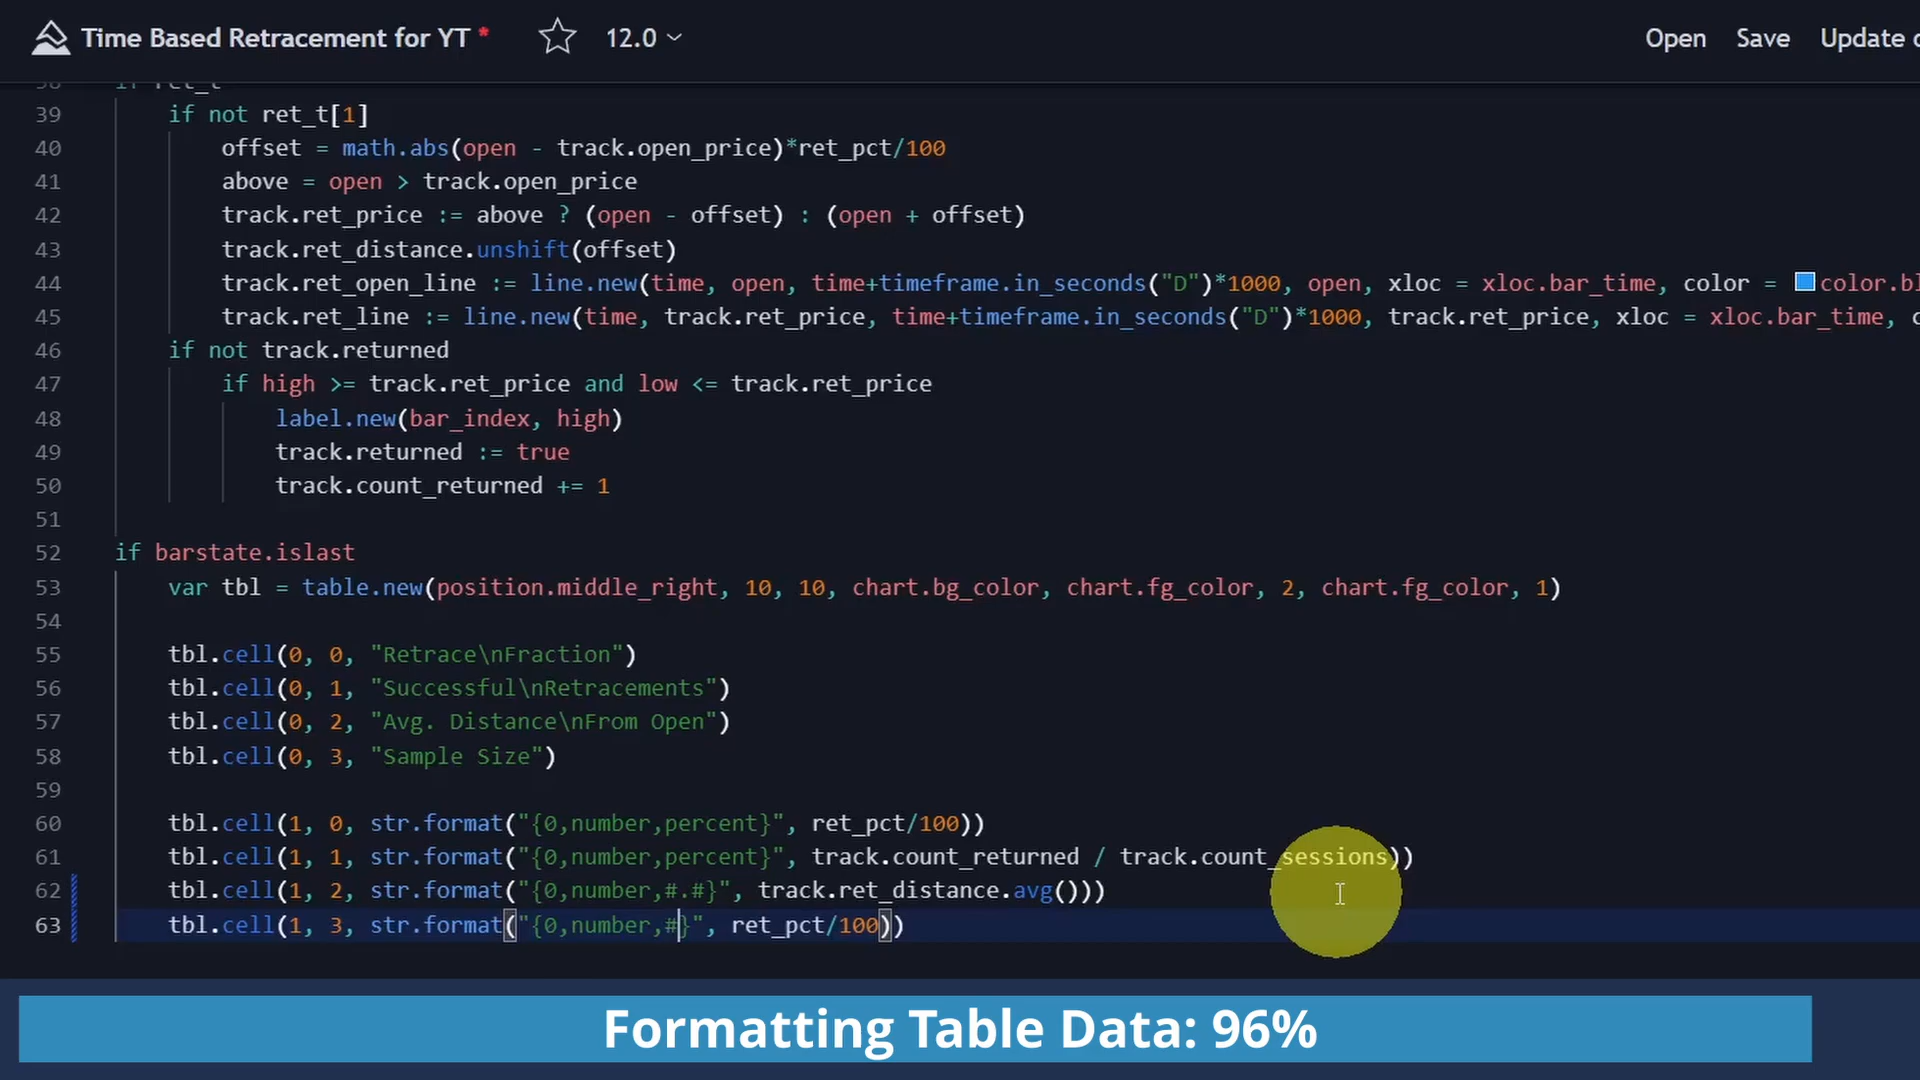 Time Based Retracement for YT * 12.0 Open Save Update
38 if ret_t
39 if not ret_t[1]
40 offset = math.abs(open - track.open_price)*ret_pct/100
41 above = open > track.open_price
42 track.ret_price := above ? (open - offset) : (open + offset)
43 track.ret_distance.unshift(offset)
44 track.ret_open_line := line.new(time, open, time+timeframe.in_seconds("D")*1000, open, xloc = xloc.bar_time, color = color.bl
45 track.ret_line := line.new(time, track.ret_price, time+timeframe.in_seconds("D")*1000, track.ret_price, xloc = xloc.bar_time, c
46 if not track.returned
47 if high >= track.ret_price and low <= track.ret_price
48 label.new(bar_index, high)
49 track.returned := true
50 track.count_returned += 1
51
52 if barstate.islast
53 var tbl = table.new(position.middle_right, 10, 10, chart.bg_color, chart.fg_color, 2, chart.fg_color, 1)
54
55 tbl.cell(0, 0, "Retrace\nFraction")
56 tbl.cell(0, 1, "Successful\nRetracements")
57 tbl.cell(0, 2, "Avg. Distance\nFrom Open")
58 tbl.cell(0, 3, "Sample Size")
59
60 tbl.cell(1, 0, str.format("{0,number,percent}", ret_pct/100))
61 tbl.cell(1, 1, str.format("{0,number,percent}", track.count_returned / track.count_sessions))
62 tbl.cell(1, 2, str.format("{0,number,#.#}", track.ret_distance.avg()))
63 tbl.cell(1, 3, str.format("{0,number,#}", ret_pct/100))
Formatting Table Data: 96%